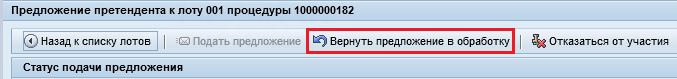 Предложение претендента к лоту 001 процедуры 1000000182
Назад к списку лотов Подать предложение Вернуть предложение в обработку Отказаться от участия
Статус подачи предложения